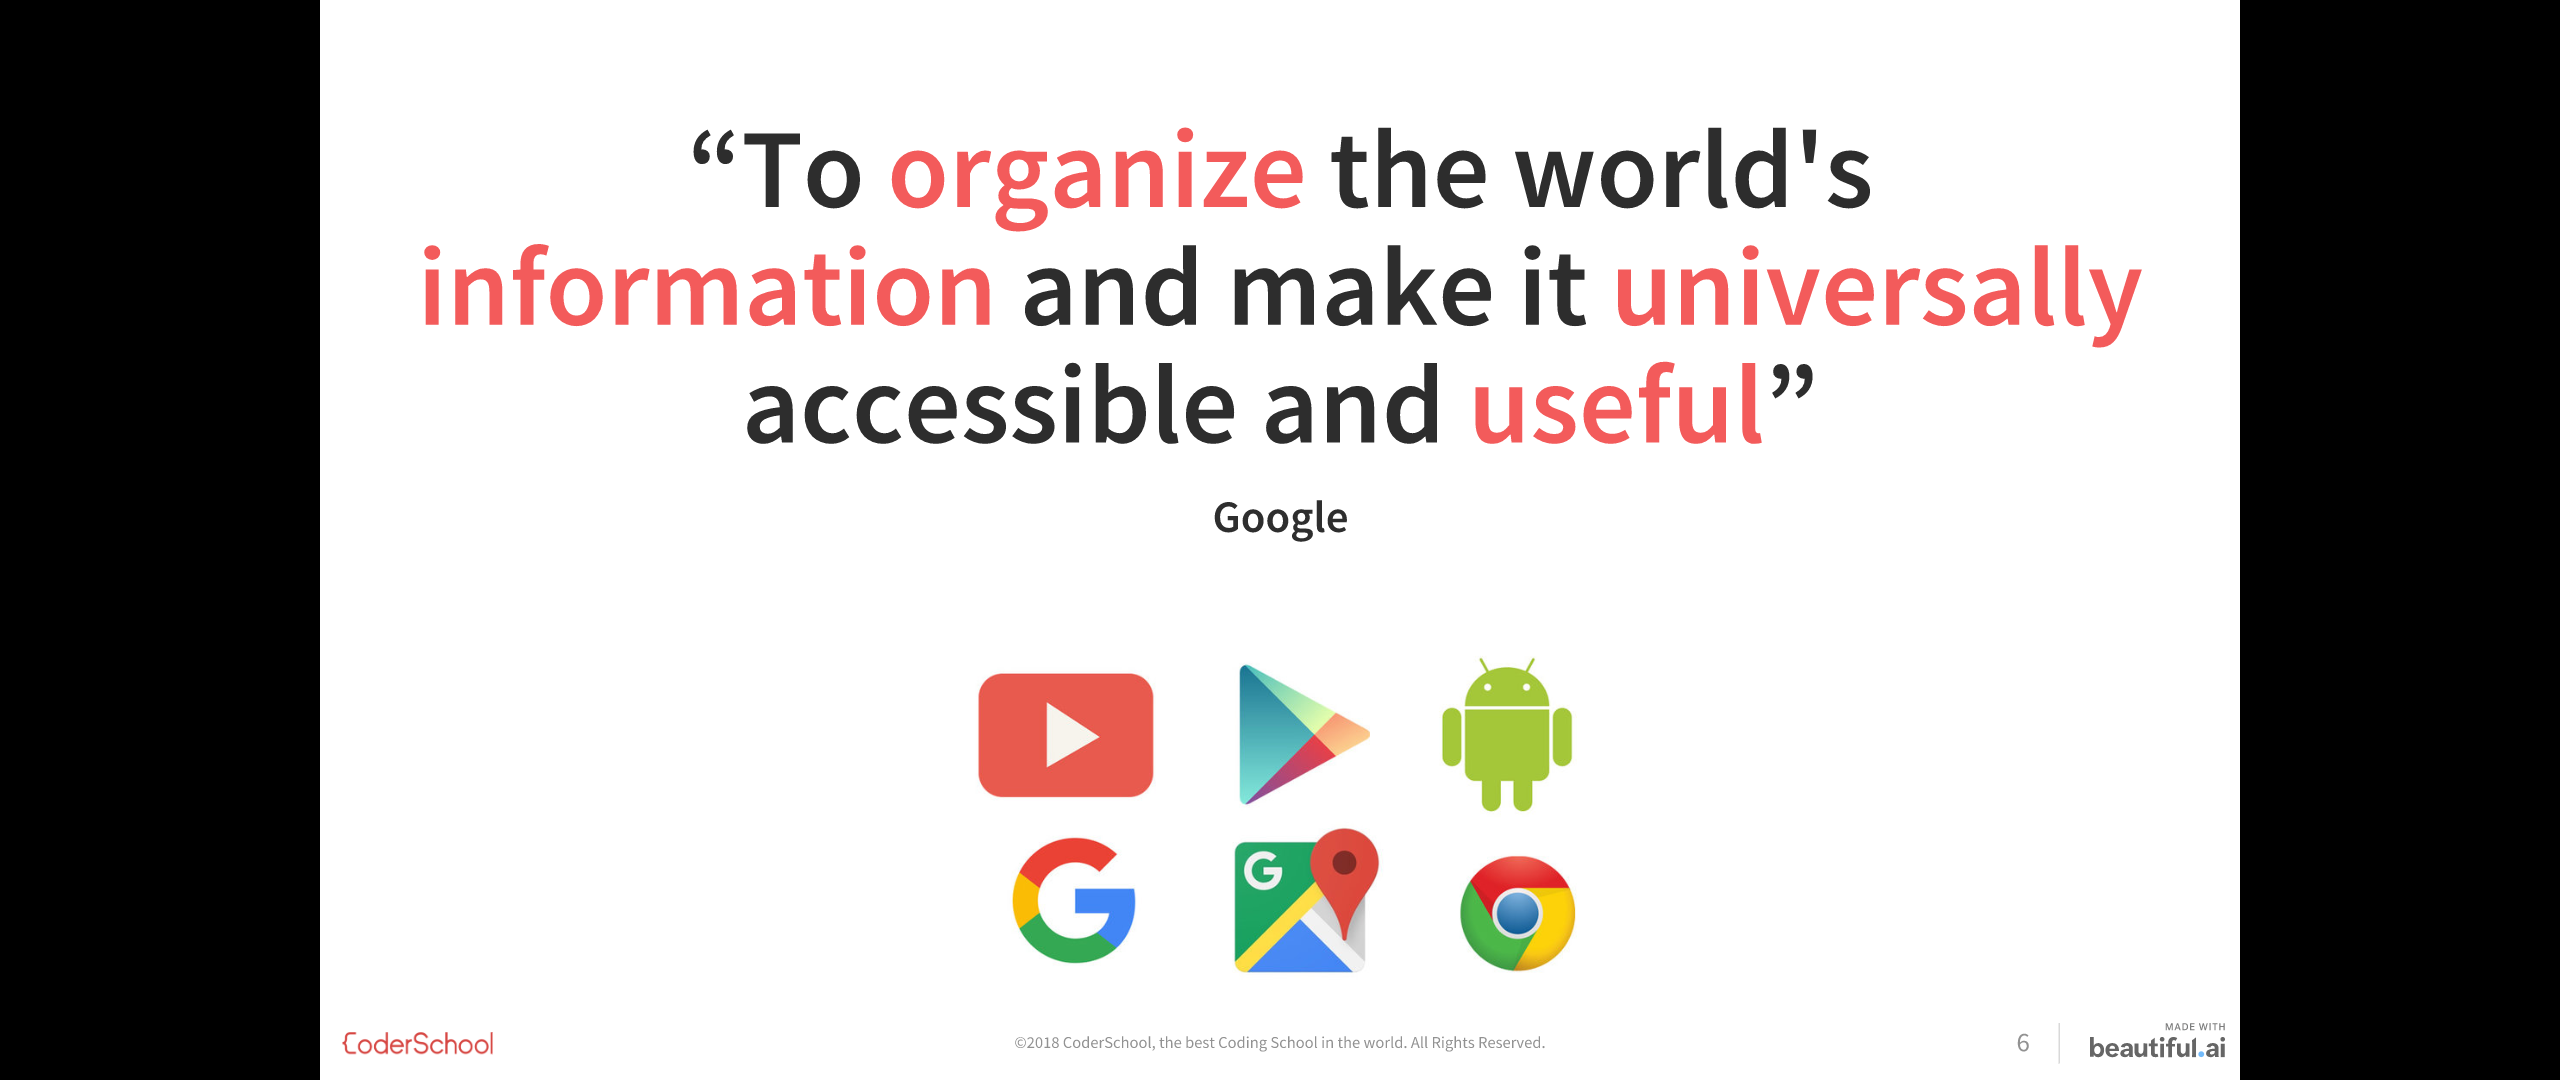 “To organize the world's
information and make it universally
accessible and useful”
Google
G
CoderSchool
©2018 CoderSchool, the best Coding School in the world. All Rights Reserved.
6
MADE WITH
beautiful.ai